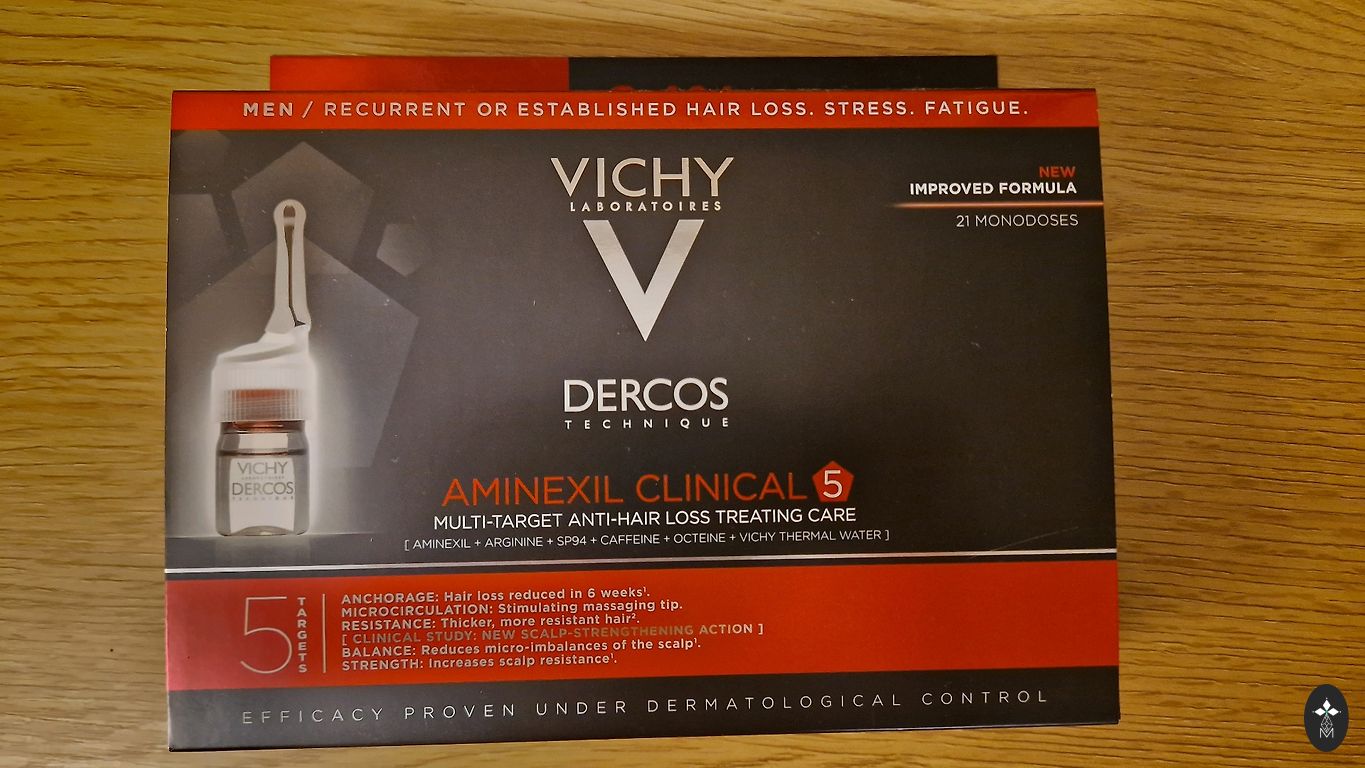 MEN / RECURRENT OR ESTABLISHED HAIR LOSS. STRESS. FATIGUE.
VICHY
LABORATOIRES
V
NEW
IMPROVED FORMULA
21 MONODOSES
DERCOS
TECHNIQUE
VICHY
LABORATOIRES
DERCOS
TECHNIQUE
AMINEXIL CLINICAL 5
MULTI-TARGET ANTI-HAIR LOSS TREATING CARE
[ AMINEXIL + ARGININE + SP94 + CAFFEINE + OCTEINE + VICHY THERMAL WATER ]
5 TARGETS
ANCHORAGE: Hair loss reduced in 6 weeks¹.
MICROCIRCULATION: Stimulating massaging tip.
RESISTANCE: Thicker, more resistant hair².
[ CLINICAL STUDY: NEW SCALP-STRENGTHENING ACTION ]
BALANCE: Reduces micro-imbalances of the scalp¹.
STRENGTH: Increases scalp resistance¹.
EFFICACY PROVEN UNDER DERMATOLOGICAL CONTROL
M